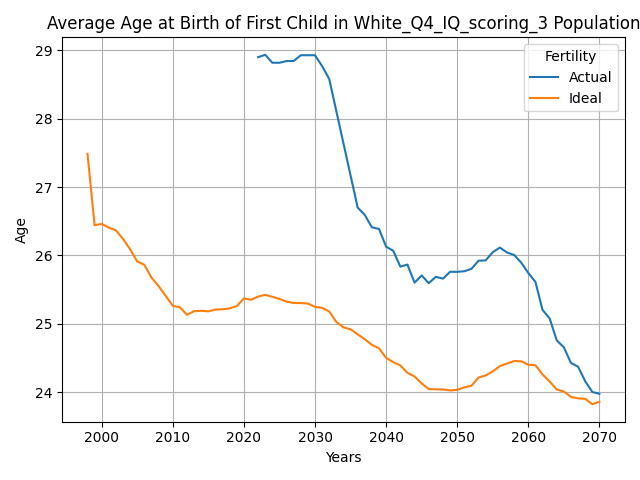 Average Age at Birth of First Child in White_Q4_IQ_scoring_3 Population
Fertility
Actual
Ideal
29
28
27
26
25
24
Age
2000 2010 2020 2030 2040 2050 2060 2070
Years